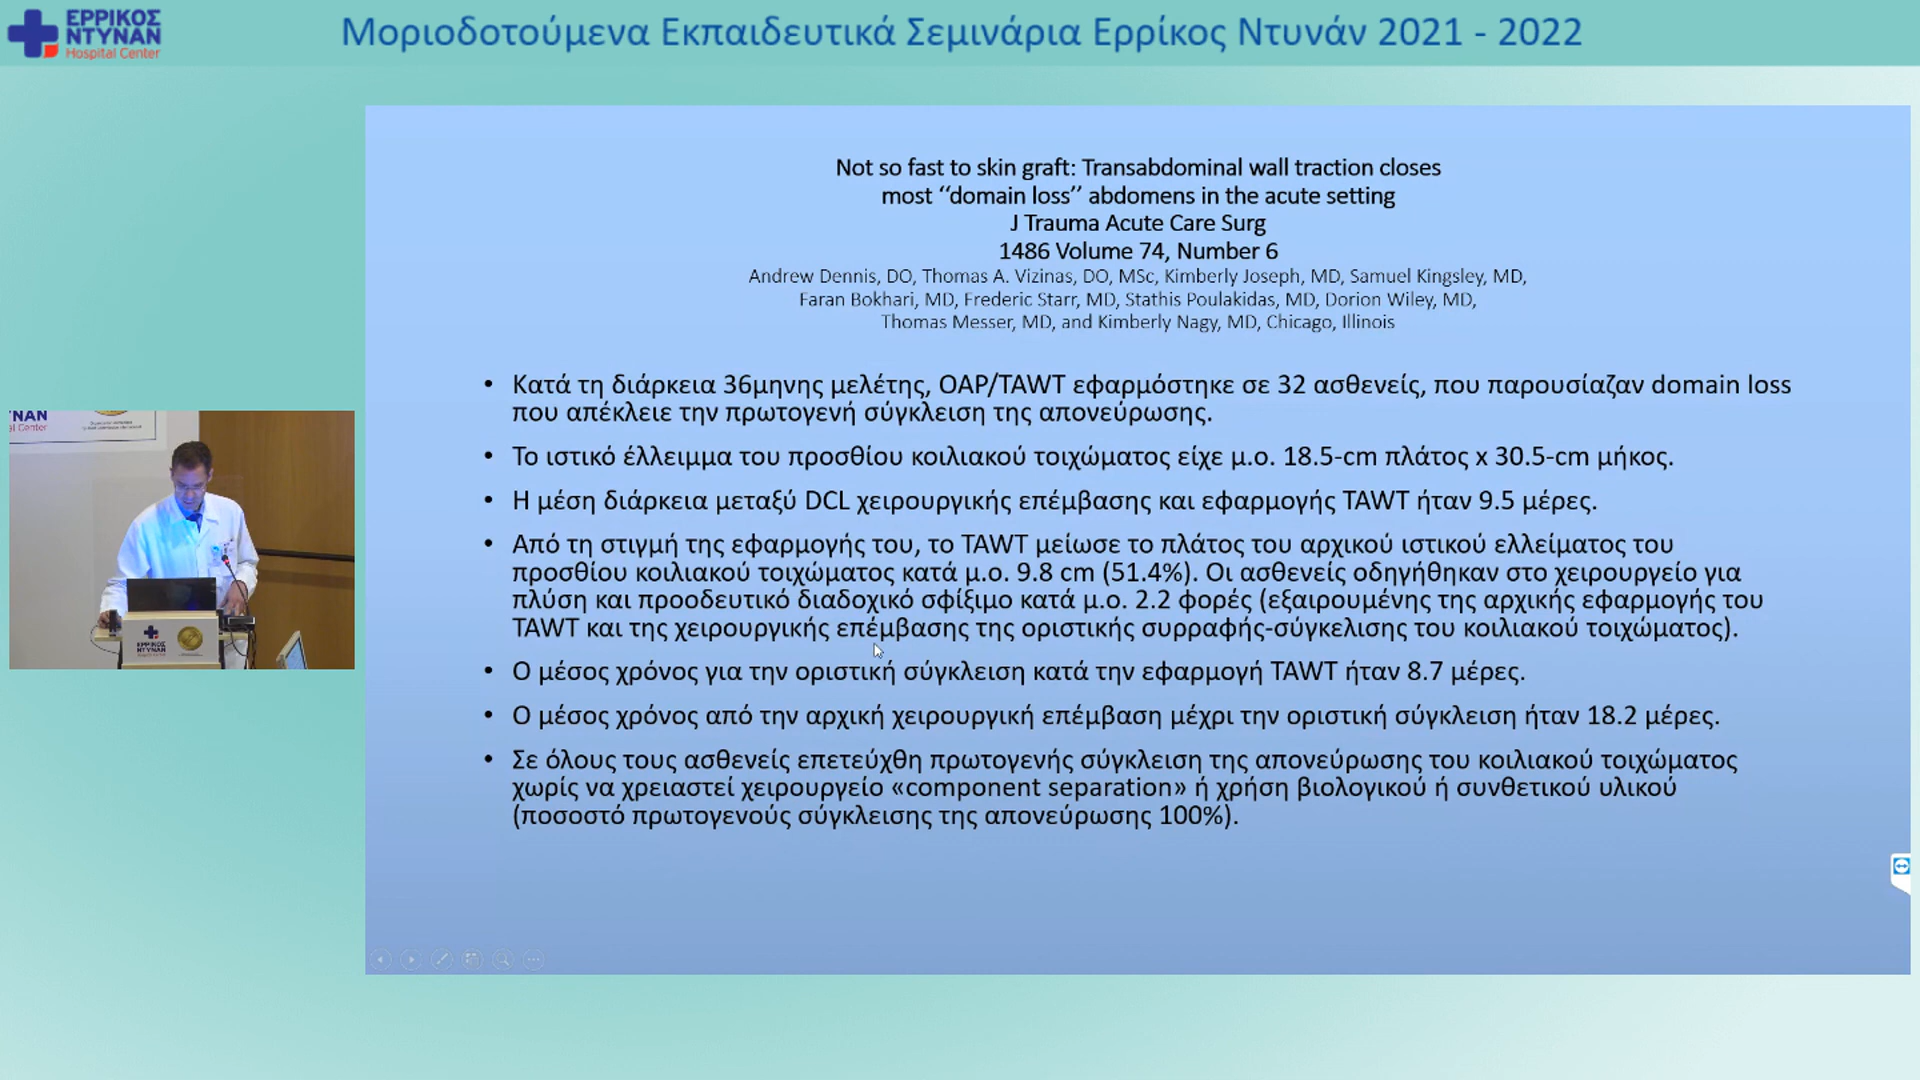 ΕΡΡΙΚΟΣ
ΝΤΥΝΑΝ
Hospital Center
Μοριοδοτούμενα Εκπαιδευτικά Σεμινάρια Ερρίκος Ντυνάν 2021 - 2022
Not so fast to skin graft: Transabdominal wall traction closes
most ‘‘domain loss’’ abdomens in the acute setting
J Trauma Acute Care Surg
1486 Volume 74, Number 6
Andrew Dennis, DO, Thomas A. Vizinas, DO, MSc, Kimberly Joseph, MD, Samuel Kingsley, MD,
Faran Bokhari, MD, Frederic Starr, MD, Stathis Poulakidas, MD, Dorion Wiley, MD,
Thomas Messer, MD, and Kimberly Nagy, MD, Chicago, Illinois
• Κατά τη διάρκεια 36μηνης μελέτης, OAP/TAWT εφαρμόστηκε σε 32 ασθενείς, που παρουσίαζαν domain loss
που απέκλειε την πρωτογενή σύγκλειση της απονεύρωσης.
• Το ιστικό έλλειμμα του προσθίου κοιλιακού τοιχώματος είχε μ.ο. 18.5-cm πλάτος x 30.5-cm μήκος.
• Η μέση διάρκεια μεταξύ DCL χειρουργικής επέμβασης και εφαρμογής TAWT ήταν 9.5 μέρες.
• Από τη στιγμή της εφαρμογής του, το TAWT μείωσε το πλάτος του αρχικού ιστικού ελλείματος του
προσθίου κοιλιακού τοιχώματος κατά μ.ο. 9.8 cm (51.4%). Οι ασθενείς οδηγήθηκαν στο χειρουργείο για
πλύση και προοδευτικό διαδοχικό σφίξιμο κατά μ.ο. 2.2 φορές (εξαιρουμένης της αρχικής εφαρμογής του
TAWT και της χειρουργικής επέμβασης της οριστικής συρραφής-σύγκελισης του κοιλιακού τοιχώματος).
• Ο μέσος χρόνος για την οριστική σύγκλειση κατά την εφαρμογή TAWT ήταν 8.7 μέρες.
• Ο μέσος χρόνος από την αρχική χειρουργική επέμβαση μέχρι την οριστική σύγκλειση ήταν 18.2 μέρες.
• Σε όλους τους ασθενείς επετεύχθη πρωτογενής σύγκλειση της απονεύρωσης του κοιλιακού τοιχώματος
χωρίς να χρειαστεί χειρουργείο «component separation» ή χρήση βιολογικού ή συνθετικού υλικού
(ποσοστό πρωτογενούς σύγκλεισης της απονεύρωσης 100%).
ΥΝΑΝ
al Center
ΕΡΡΙΚΟΣ
ΝΤΥΝΑΝ